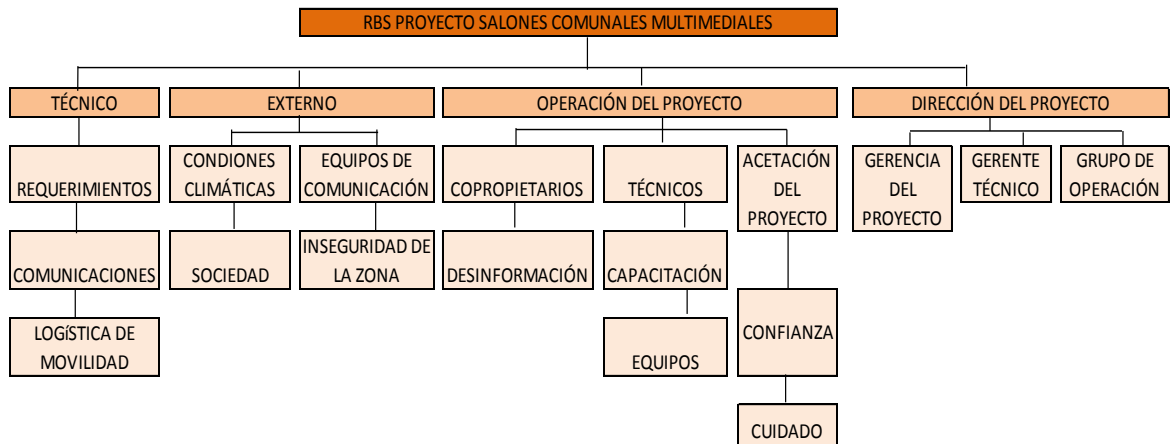 RBS PROYECTO SALONES COMUNALES MULTIMEDIALES
TÉCNICO
EXTERNO
OPERACIÓN DEL PROYECTO
DIRECCIÓN DEL PROYECTO
REQUERIMIENTOS
CONDIONES
CLIMÁTICAS
EQUIPOS DE
COMUNICACIÓN
COPROPIETARIOS
TÉCNICOS
ACETACIÓN
DEL
PROYECTO
GERENCIA
DEL
PROYECTO
GERENTE
TÉCNICO
GRUPO DE
OPERACIÓN
COMUNICACIONES
SOCIEDAD
INSEGURIDAD DE
LA ZONA
DESINFORMACIÓN
CAPACITACIÓN
CONFIANZA
LOGÍSTICA DE
MOVILIDAD
EQUIPOS
CUIDADO